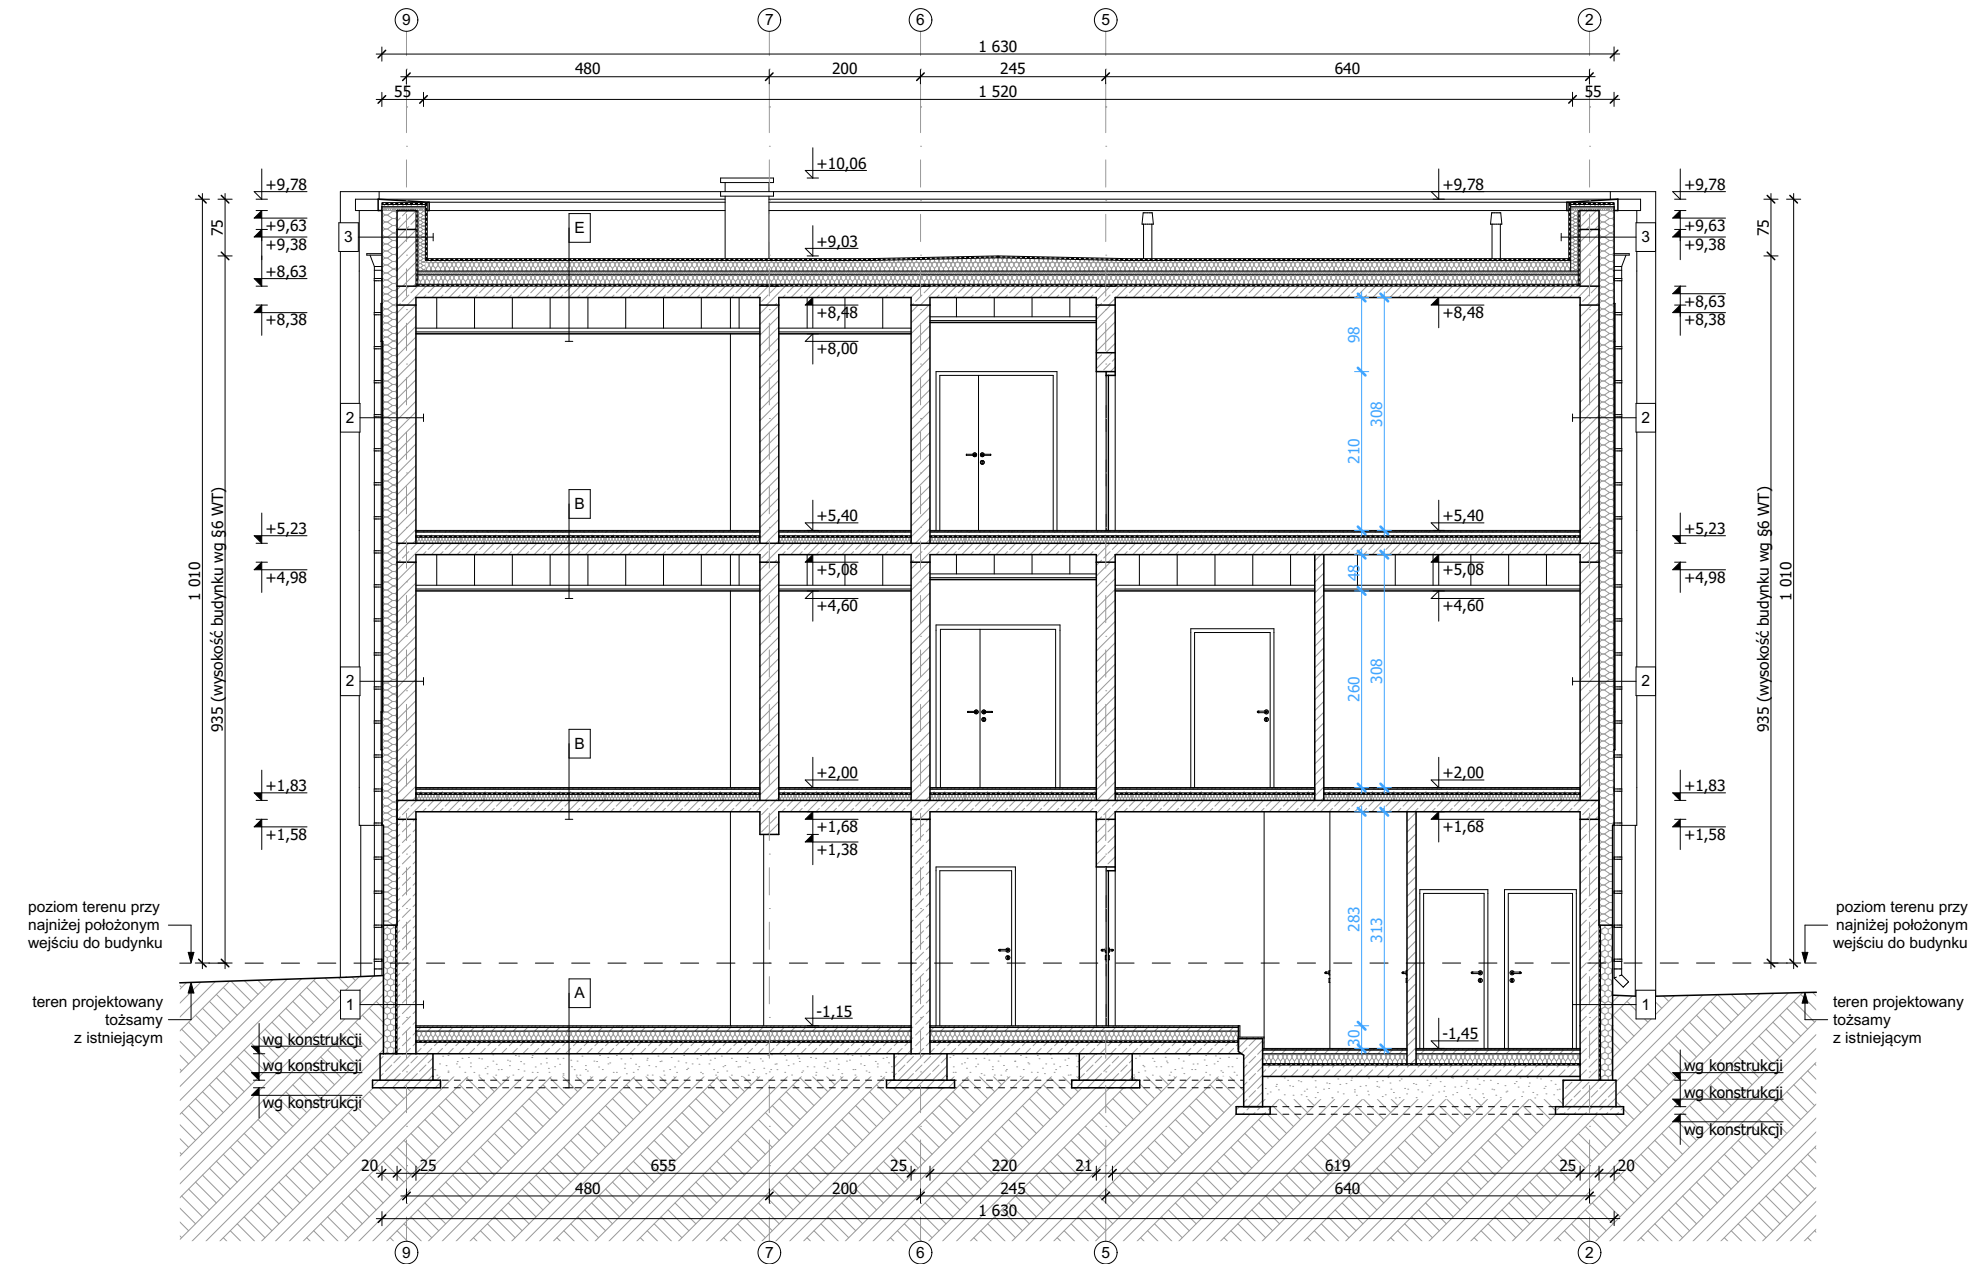 9 7 6 5 2
1 630
480 200 245 640
55 1 520 55
+10,06
+9,78 +9,78 +9,78
+9,63 +9,63
+9,38 +9,38
75 75
3 E 3
+9,03
+8,63 +8,63
+8,38 +8,48 +8,48 +8,38
+8,00
98
308
210
2 2
B
+5,40 +5,40
+5,23 +5,23
+4,98 +5,08 +5,08 +4,98
48
+4,60 +4,60
1 010
935 (wysokość budynku wg §6 WT)
935 (wysokość budynku wg §6 WT)
1 010
260
308
2 2
B
+2,00 +2,00
+1,83 +1,83
+1,58 +1,68 +1,68 +1,58
+1,38
283
313
poziom terenu przy
najniżej położonym
wejściu do budynku
poziom terenu przy
najniżej położonym
wejściu do budynku
1 A 1
-1,15
30
-1,45
teren projektowany
tożsamy
z istniejącym
teren projektowany
tożsamy
z istniejącym
wg konstrukcji
wg konstrukcji
wg konstrukcji
wg konstrukcji
wg konstrukcji
wg konstrukcji
20 25 655 25 220 21 619 25 20
480 200 245 640
1 630
9 7 6 5 2